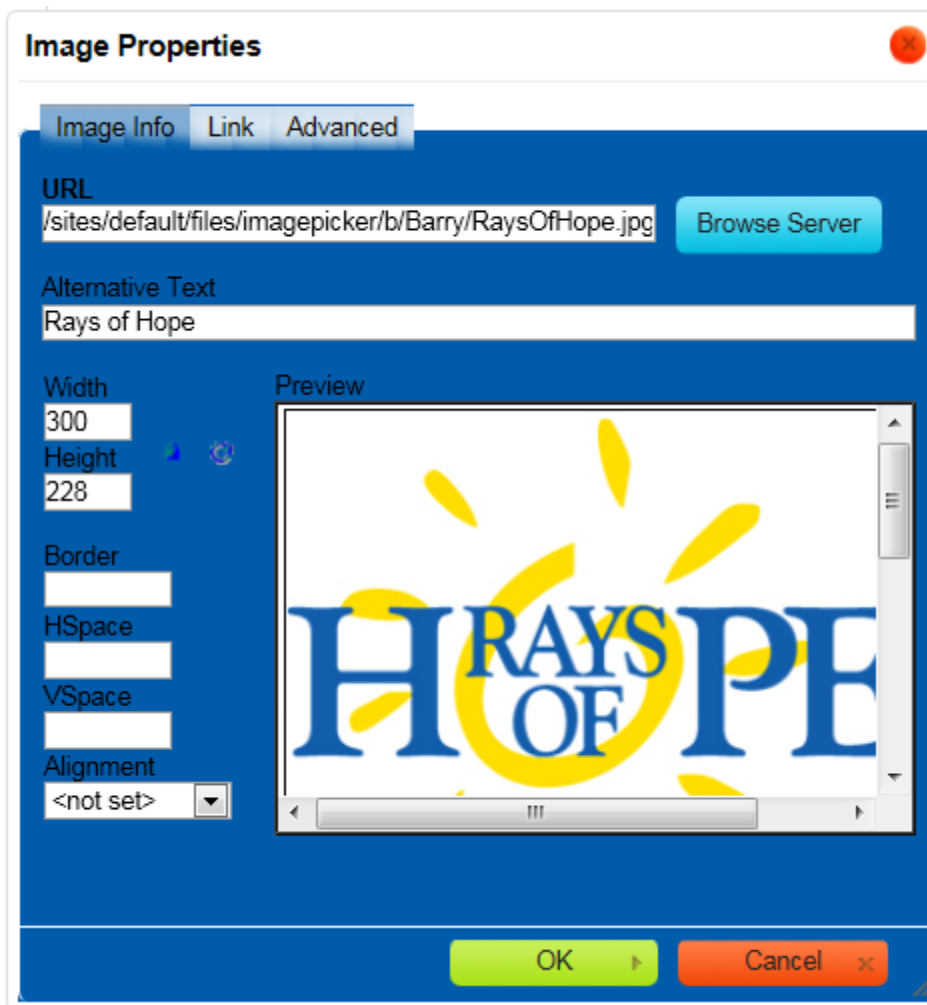 Image Properties
Image Info Link Advanced
URL
/sites/default/files/imagepicker/b/Barry/RaysOfHope.jpg
Browse Server
Alternative Text
Rays of Hope
Width
300
Height
228
Border
HSpace
VSpace
Alignment
<not set>
Preview
RAYS
OF
H PE
OK
Cancel